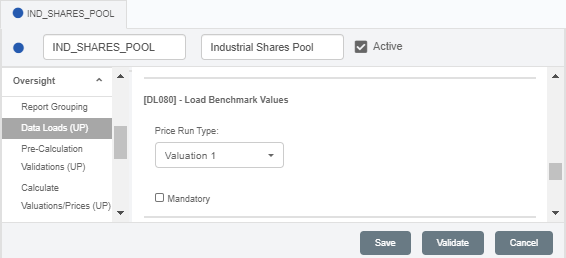 IND_SHARES_POOL
IND_SHARES_POOL
Industrial Shares Pool
Active
Oversight
Report Grouping
Data Loads (UP)
Pre-Calculation
Validations (UP)
Calculate
Valuations/Prices (UP)
[DL080] - Load Benchmark Values
Price Run Type:
Valuation 1
Mandatory
Save
Validate
Cancel